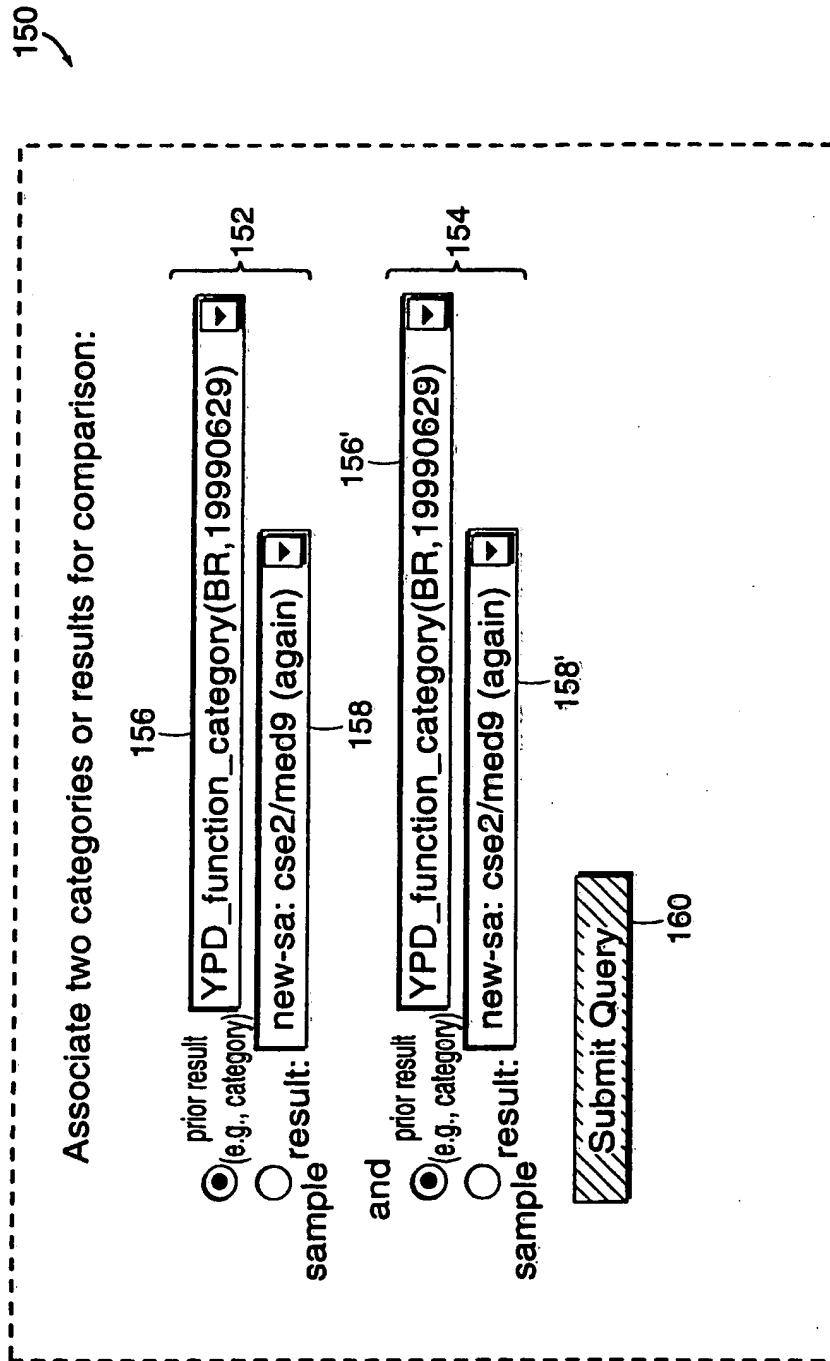 150
Associate two categories or results for comparison:
156
prior result
(e.g., category)
YPD_function_category(BR,19990629)
152
result:
new-sa: cse2/med9 (again)
sample
158
and
156'
prior result
(e.g., category)
YPD_function_category(BR,19990629)
154
result:
new-sa: cse2/med9 (again)
sample
158'
Submit Query
160